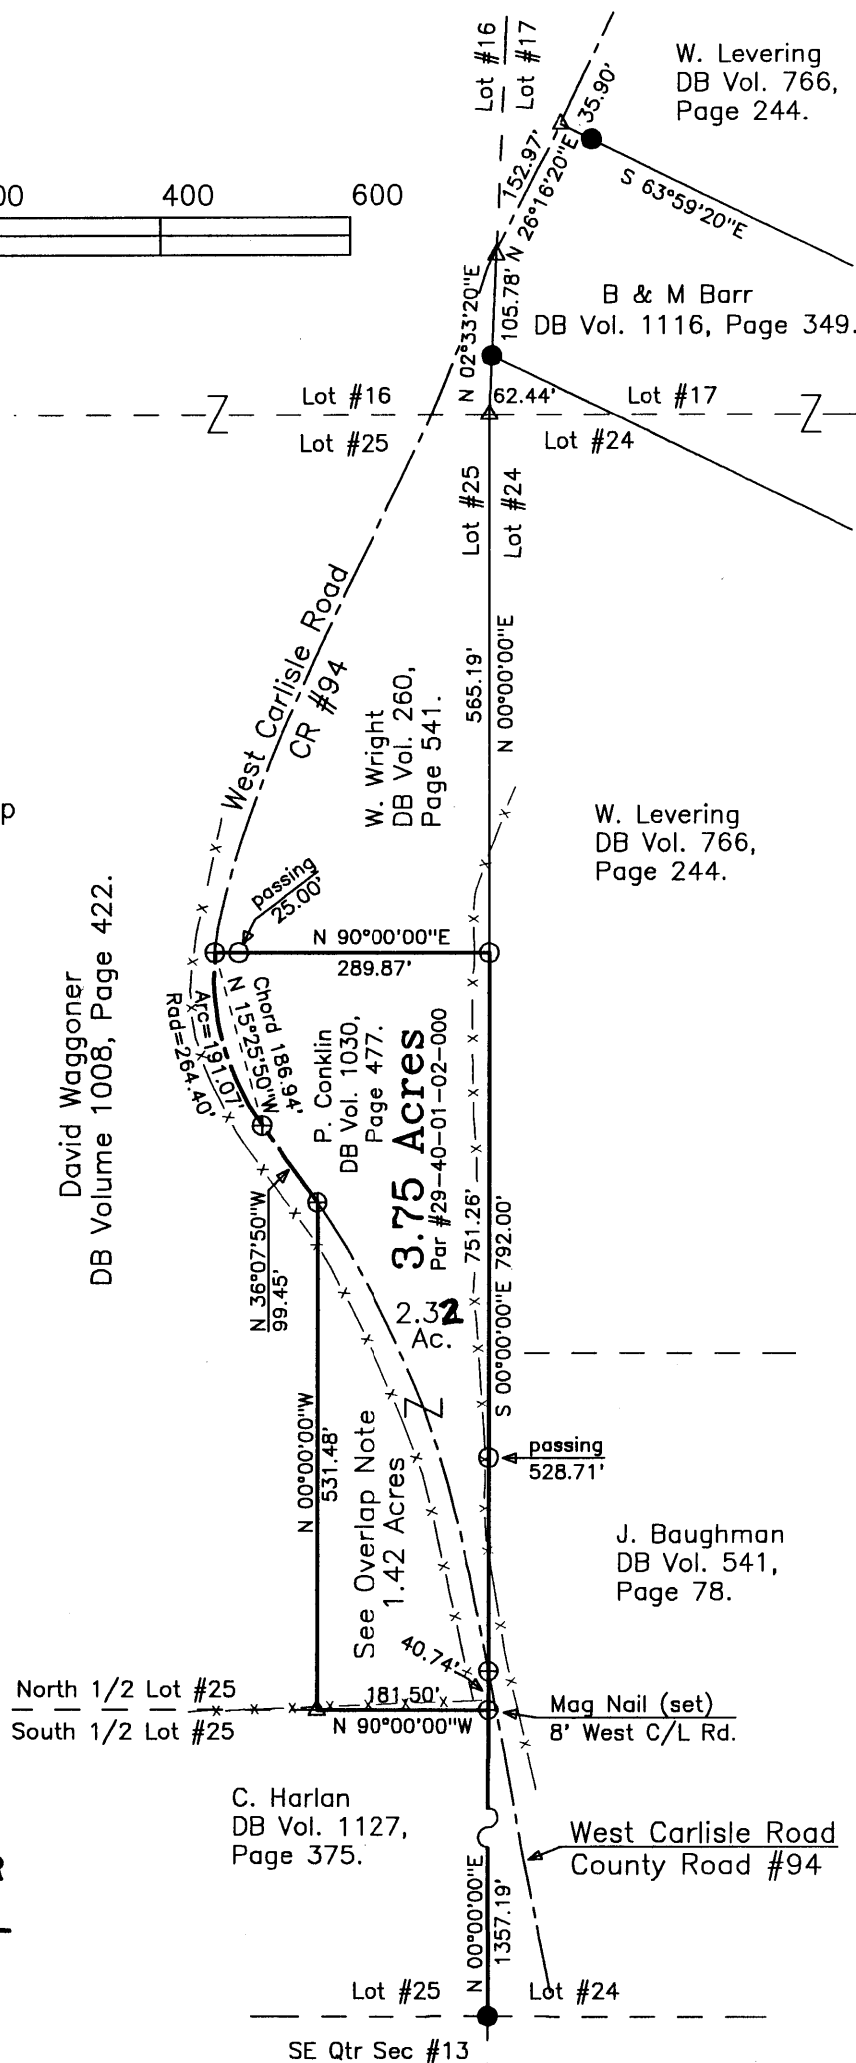 Lot #16
Lot #17
W. Levering
DB Vol. 766,
Page 244.
35.90'
152.97'
N 26°16'20"E
S 63°59'20"E
00
400
600
N 02°33'20"E
105.78'
B & M Barr
DB Vol. 1116, Page 349.
62.44'
Lot #16
Lot #17
Z
Z
Lot #25
Lot #24
Lot #25
Lot #24
West Carlisle Road
CR #94
565.19'
N 00°00'00"E
W. Wright
DB Vol. 260,
Page 541.
p
W. Levering
DB Vol. 766,
Page 244.
passing
25.00'
N 90°00'00"E
289.87'
David Waggoner
DB Volume 1008, Page 422.
Chord 186.94'
N 15°25'50"W
Arc=191.07'
Rad=264.40'
P. Conklin
DB Vol. 1030,
Page 477.
3.75 Acres
Par #29-40-01-02-000
751.26'
S 00°00'00"E 792.00'
N 36°07'50"W
99.45'
2.32
Ac.
Z
N 00°00'00"W
531.48'
See Overlap Note
1.42 Acres
passing
528.71'
J. Baughman
DB Vol. 541,
Page 78.
40.74'
North 1/2 Lot #25
South 1/2 Lot #25
181.50'
N 90°00'00"W
Mag Nail (set)
8' West C/L Rd.
C. Harlan
DB Vol. 1127,
Page 375.
West Carlisle Road
County Road #94
R
N 00°00'00"E
1357.19'
Lot #25
Lot #24
SE Qtr Sec #13